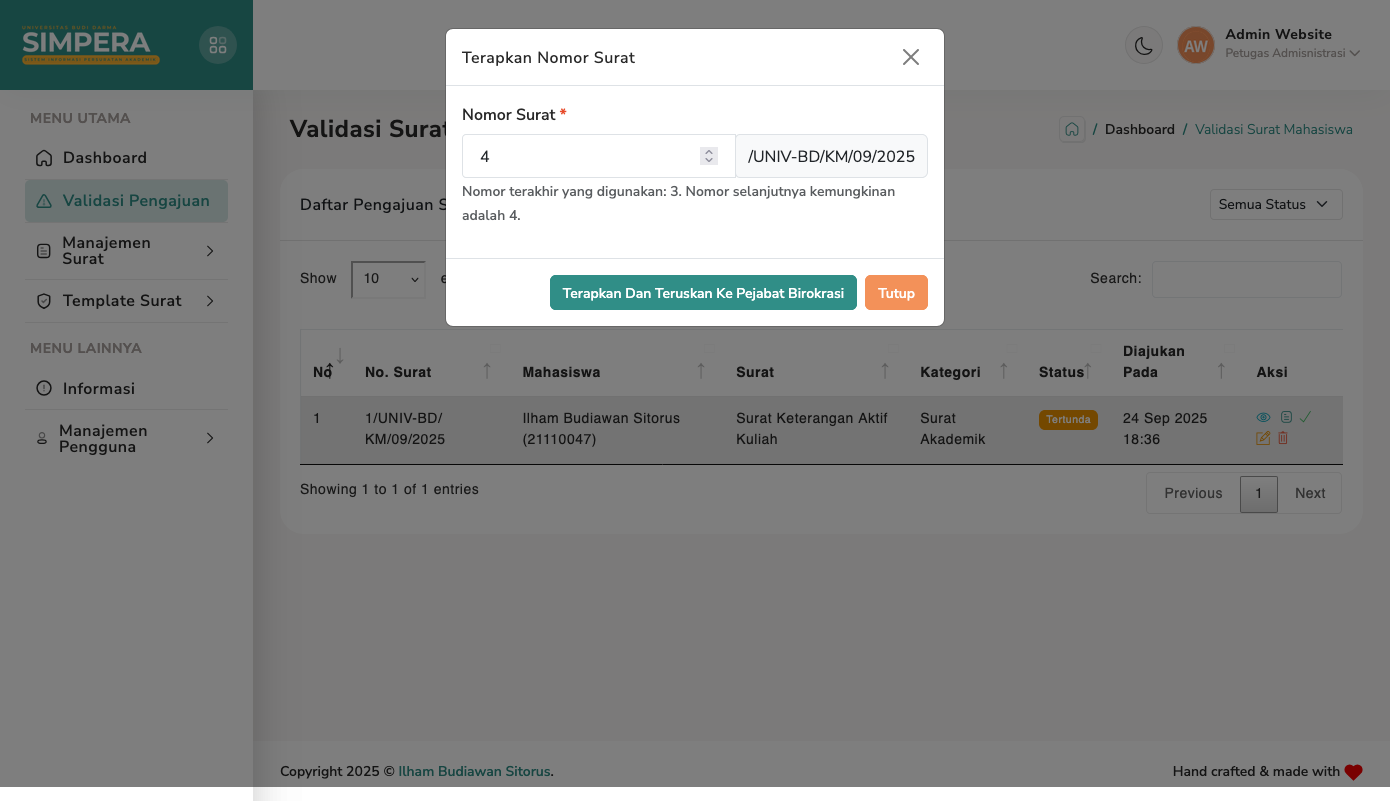 UNIVERSITAS BUDI DARMA
SIMPERA
SISTEM INFORMASI PERSURATAN AKADEMIK
AW
Admin Website
Petugas Admisnistrasi
MENU UTAMA
Dashboard
Validasi Pengajuan
Manajemen
Surat
Template Surat
MENU LAINNYA
Informasi
Manajemen
Pengguna
Terapkan Nomor Surat
Nomor Surat *
4
/UNIV-BD/KM/09/2025
Nomor terakhir yang digunakan: 3. Nomor selanjutnya kemungkinan
adalah 4.
Terapkan Dan Teruskan Ke Pejabat Birokrasi
Tutup
Validasi Surat
/ Dashboard / Validasi Surat Mahasiswa
Daftar Pengajuan S
Semua Status
Show 10 e
Search:
No No. Surat Mahasiswa Surat Kategori Status Diajukan Pada Aksi
1 1/UNIV-BD/ Ilham Budiawan Sitorus Surat Keterangan Aktif Surat Tertunda 24 Sep 2025
KM/09/2025 (21110047) Kuliah Akademik 18:36
Showing 1 to 1 of 1 entries
Previous 1 Next
Copyright 2025 © Ilham Budiawan Sitorus.
Hand crafted & made with